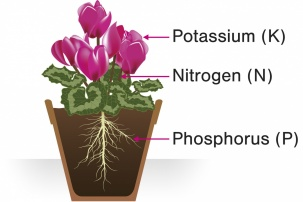 Potassium (K)
Nitrogen (N)
Phosphorus (P)